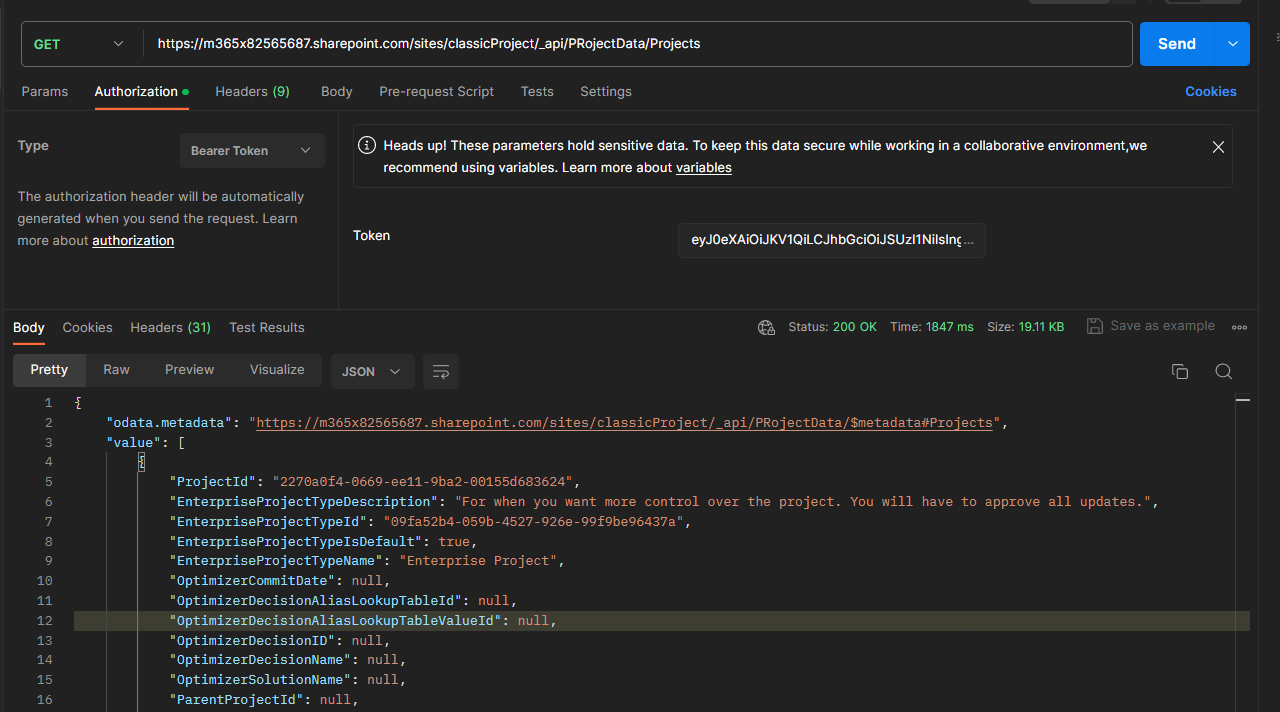 GET
https://m365x82565687.sharepoint.com/sites/classicProject/_api/PRojectData/Projects
Send
Params Authorization Headers (9) Body Pre-request Script Tests Settings Cookies
Type
Bearer Token
The authorization header will be automatically
generated when you send the request. Learn
more about authorization
Heads up! These parameters hold sensitive data. To keep this data secure while working in a collaborative environment,we
recommend using variables. Learn more about variables
Token
eyJ0eXAiOiJKV1QiLCJhbGciOiJSUzI1NiIsIng...
Body Cookies Headers (31) Test Results Status: 200 OK Time: 1847 ms Size: 19.11 KB Save as example
Pretty Raw Preview Visualize JSON
1 {
2 "odata.metadata": "https://m365x82565687.sharepoint.com/sites/classicProject/_api/PRojectData/$metadata#Projects",
3 "value": [
4 {
5 "ProjectId": "2270a0f4-0669-ee11-9ba2-00155d683624",
6 "EnterpriseProjectTypeDescription": "For when you want more control over the project. You will have to approve all updates.",
7 "EnterpriseProjectTypeId": "09fa52b4-059b-4527-926e-99f9be96437a",
8 "EnterpriseProjectTypeIsDefault": true,
9 "EnterpriseProjectTypeName": "Enterprise Project",
10 "OptimizerCommitDate": null,
11 "OptimizerDecisionAliasLookupTableId": null,
12 "OptimizerDecisionAliasLookupTableValueId": null,
13 "OptimizerDecisionID": null,
14 "OptimizerDecisionName": null,
15 "OptimizerSolutionName": null,
16 "ParentProjectId": null,